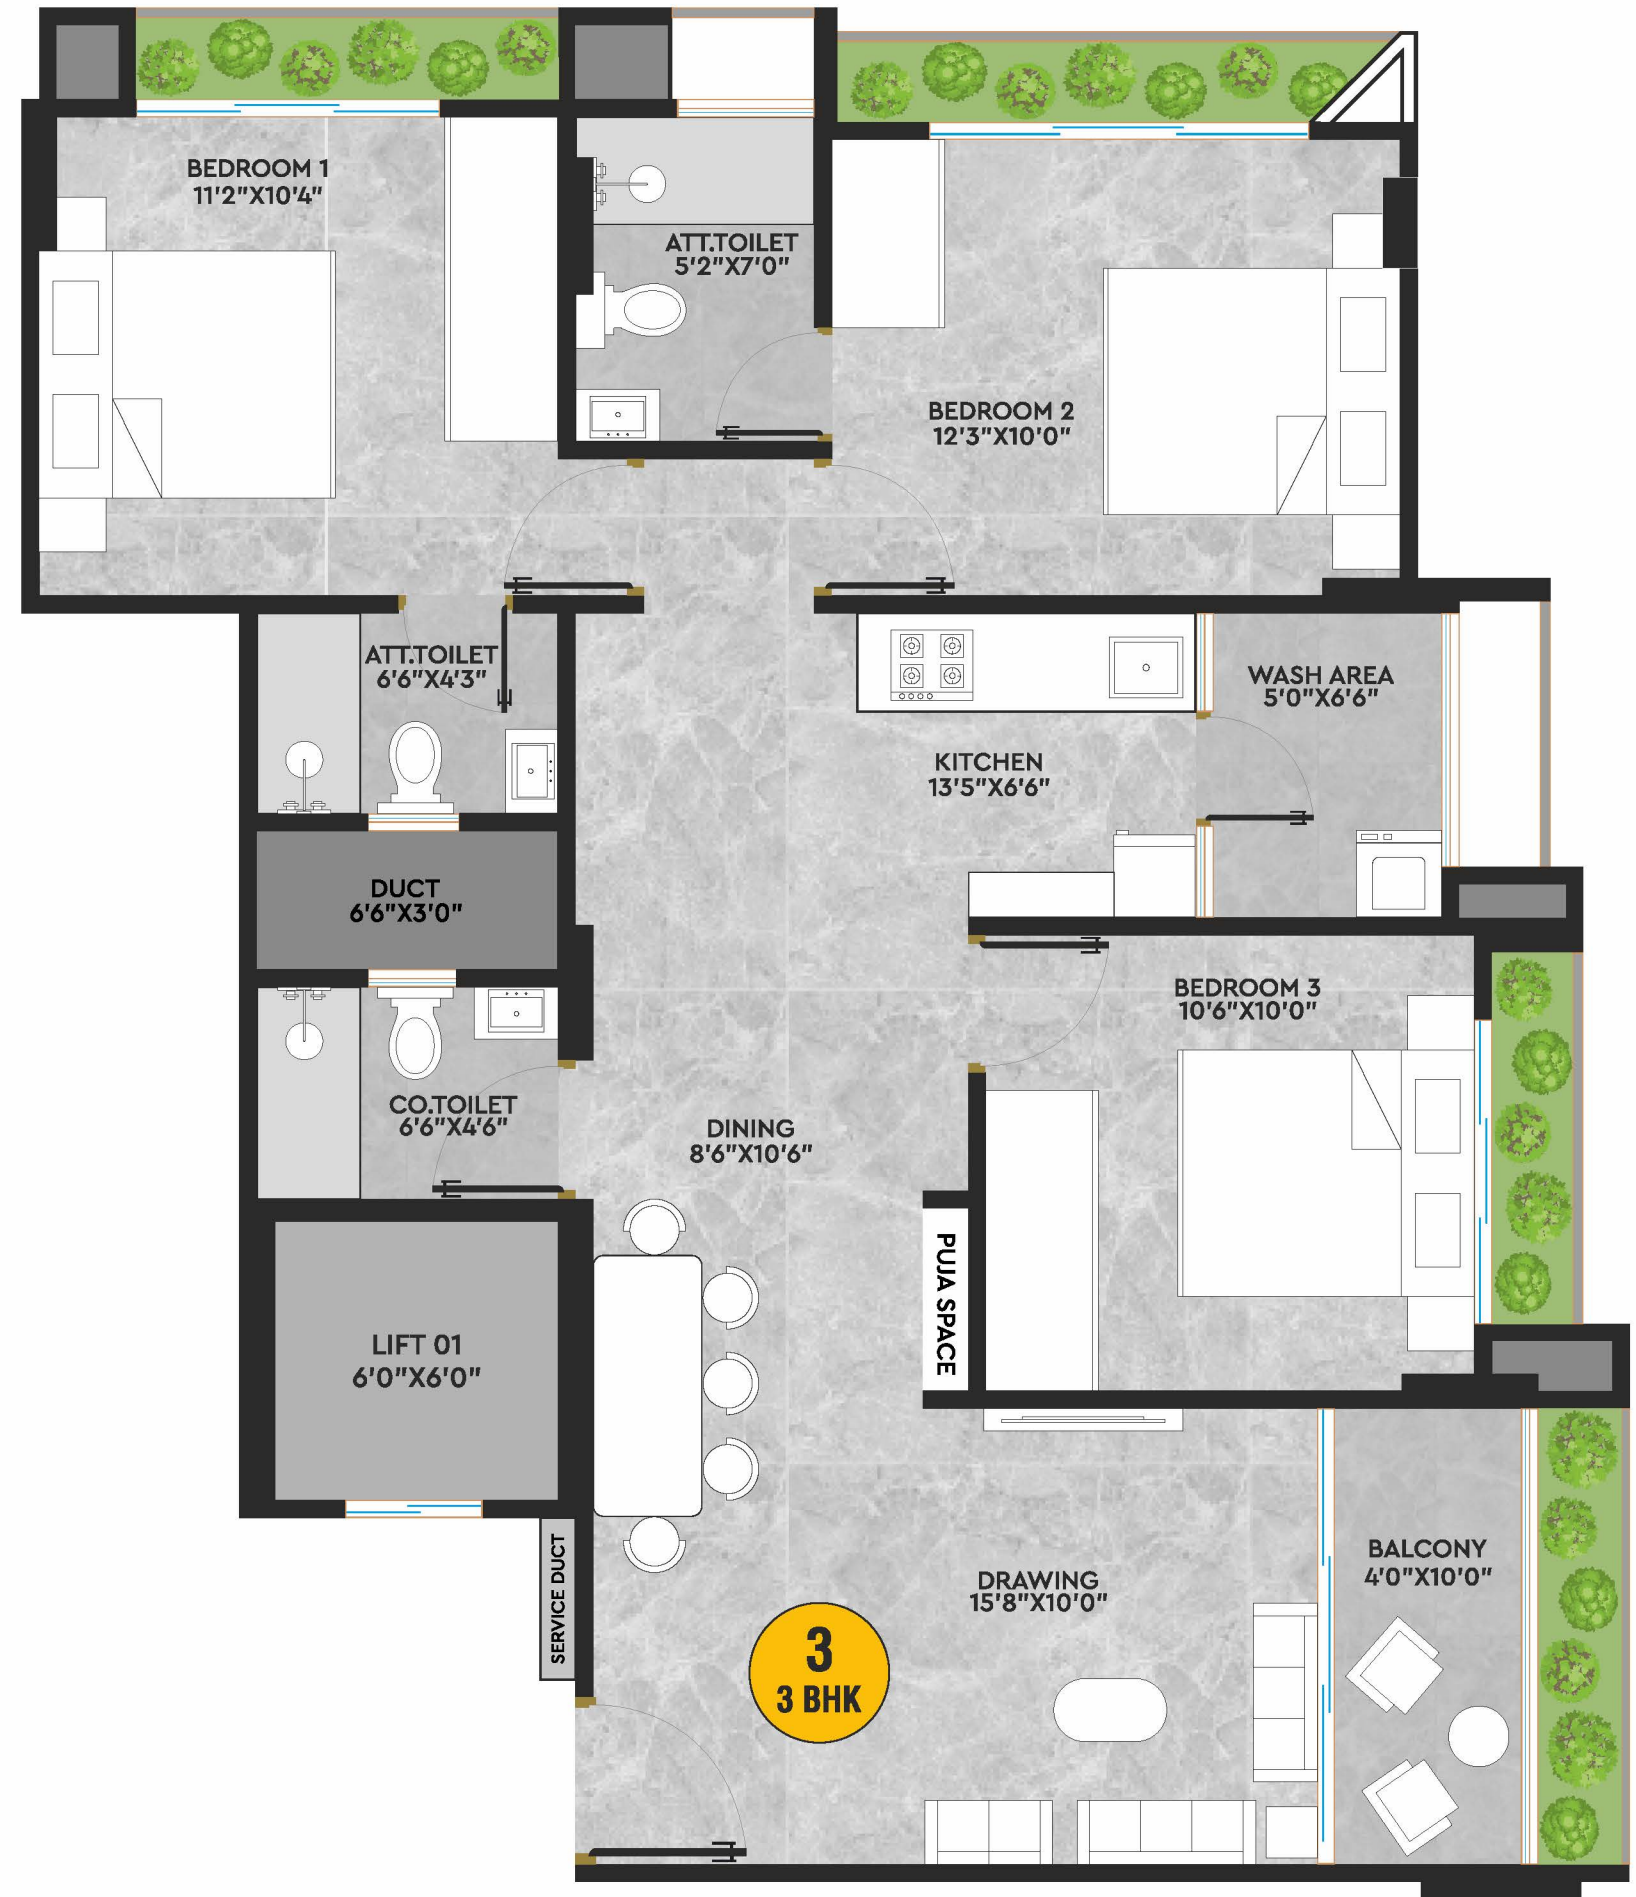 BEDROOM 1
11'2"X10'4"
ATT.TOILET
5'2"X7'0"
BEDROOM 2
12'3"X10'0"
ATT.TOILET
6'6"X4'3"
WASH AREA
5'0"X6'6"
KITCHEN
13'5"X6'6"
DUCT
6'6"X3'0"
BEDROOM 3
10'6"X10'0"
CO.TOILET
6'6"X4'6"
DINING
8'6"X10'6"
PUJA SPACE
LIFT 01
6'0"X6'0"
SERVICE DUCT
DRAWING
15'8"X10'0"
BALCONY
4'0"X10'0"
3
3 BHK